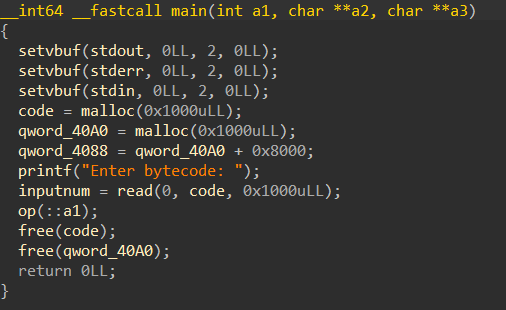 __int64 __fastcall main(int a1, char **a2, char **a3)
{
  setvbuf(stdout, 0LL, 2, 0LL);
  setvbuf(stderr, 0LL, 2, 0LL);
  setvbuf(stdin, 0LL, 2, 0LL);
  code = malloc(0x1000uLL);
  qword_40A0 = malloc(0x1000uLL);
  qword_4088 = qword_40A0 + 0x8000;
  printf("Enter bytecode: ");
  inputnum = read(0, code, 0x1000uLL);
  op(::a1);
  free(code);
  free(qword_40A0);
  return 0LL;
}